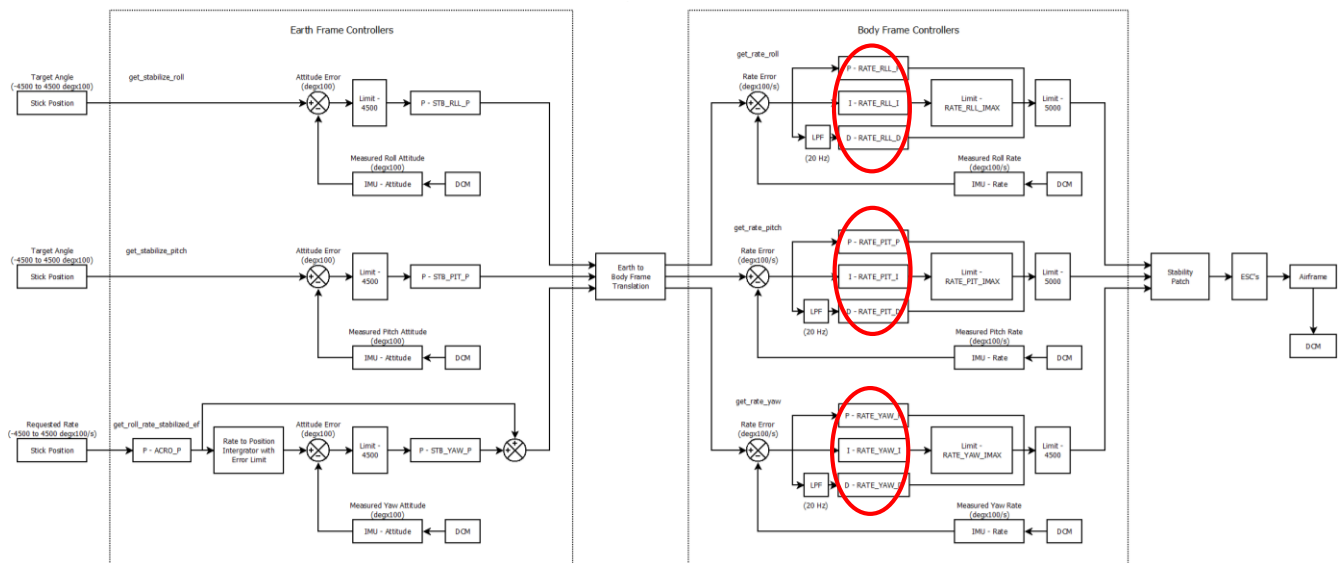 Earth Frame Controllers
Body Frame Controllers
Target Angle
(-4500 to 4500 degx100)
Stick Position
get_stabilize_roll
Attitude Error
(degx100)
Limit -
4500
P - STB_RLL_P
Measured Roll Attitude
(degx100)
IMU - Attitude
DCM
Target Angle
(-4500 to 4500 degx100)
Stick Position
get_stabilize_pitch
Attitude Error
(degx100)
Limit -
4500
P - STB_PIT_P
Measured Pitch Attitude
(degx100)
IMU - Attitude
DCM
Requested Rate
(-4500 to 4500 degx100/s)
Stick Position
get_roll_rate_stabilized_ef
P - ACRO_P
Rate to Position
Intergrator with
Error Limit
Attitude Error
(degx100)
Limit -
4500
P - STB_YAW_P
Measured Yaw Attitude
(degx100)
IMU - Attitude
DCM
Earth to
Body Frame
Translation
get_rate_roll
Rate Error
(degx100/s)
P - RATE_RLL_P
I - RATE_RLL_I
LPF
(20 Hz)
D - RATE_RLL_D
Limit -
RATE_RLL_IMAX
Limit -
5000
Measured Roll Rate
(degx100/s)
IMU - Rate
DCM
get_rate_pitch
Rate Error
(degx100/s)
P - RATE_PIT_P
I - RATE_PIT_I
LPF
(20 Hz)
D - RATE_PIT_D
Limit -
RATE_PIT_IMAX
Limit -
5000
Measured Pitch Rate
(degx100/s)
IMU - Rate
DCM
get_rate_yaw
Rate Error
(degx100/s)
P - RATE_YAW_P
I - RATE_YAW_I
LPF
(20 Hz)
D - RATE_YAW_D
Limit -
RATE_YAW_IMAX
Limit -
4500
Measured Yaw Rate
(degx100/s)
IMU - Rate
DCM
Stability
Patch
ESC's
Airframe
DCM